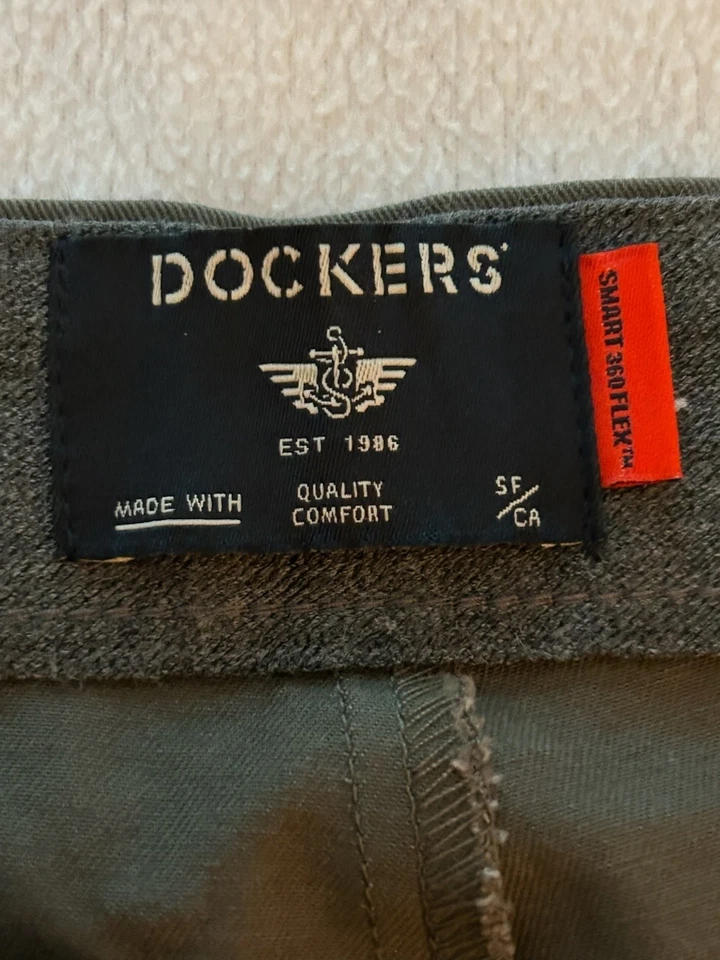 DOCKERS
SMART 360 FLEX™
EST 1986
MADE WITH
QUALITY
COMFORT
SF/CA